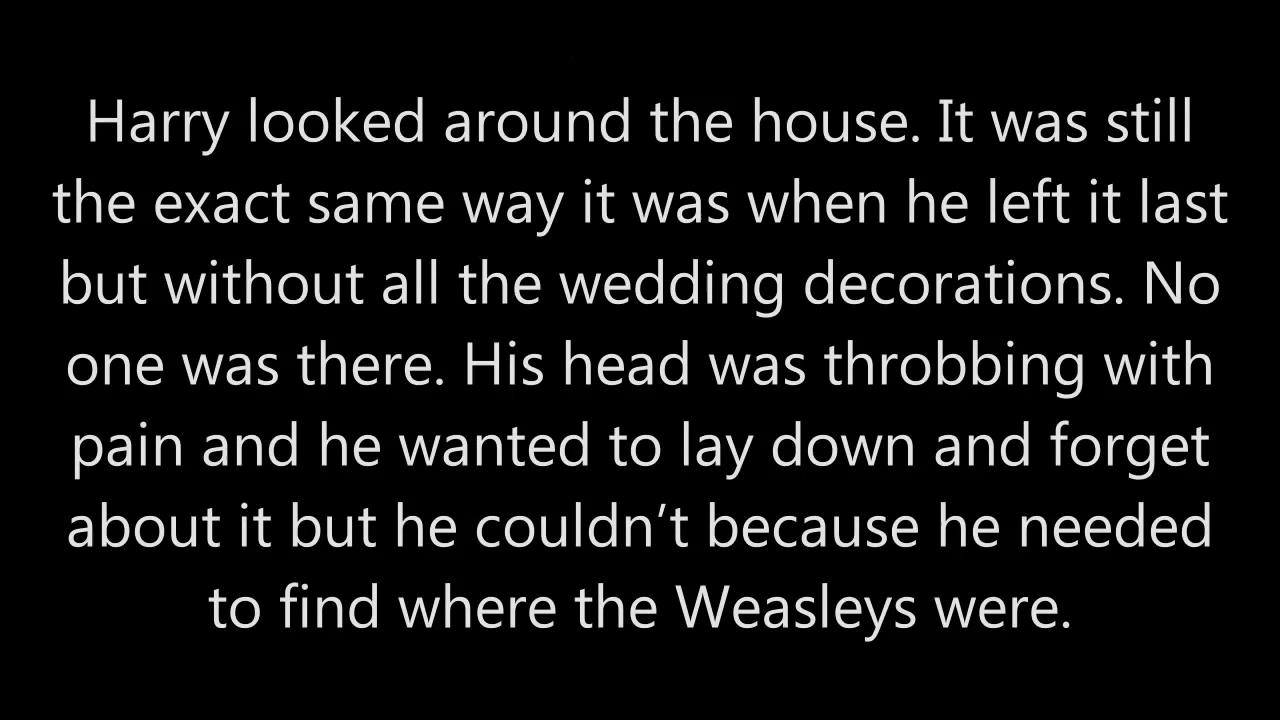 Harry looked around the house. It was still
the exact same way it was when he left it last
but without all the wedding decorations. No
one was there. His head was throbbing with
pain and he wanted to lay down and forget
about it but he couldn’t because he needed
to find where the Weasleys were.